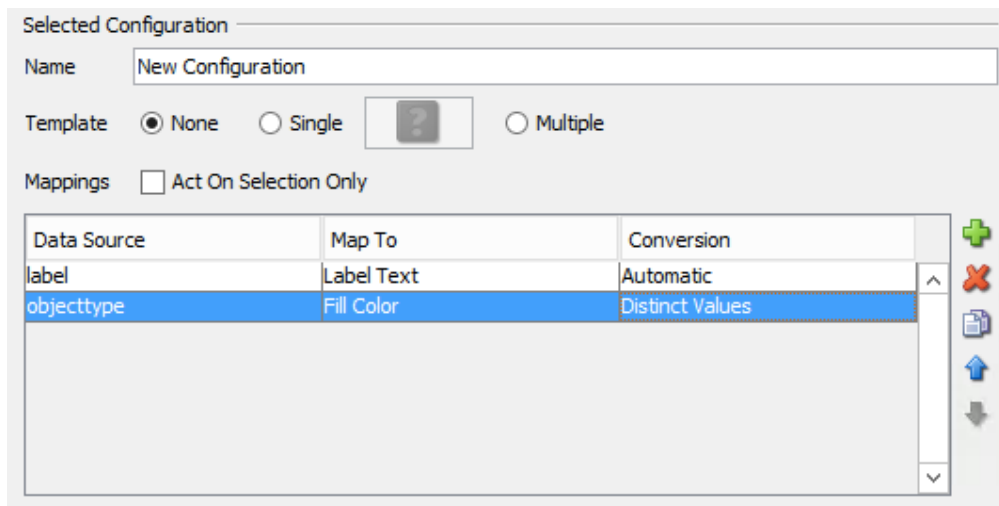 Selected Configuration
Name New Configuration
Template None Single ? Multiple
Mappings Act On Selection Only
Data Source Map To Conversion
label Label Text Automatic
objecttype Fill Color Distinct Values